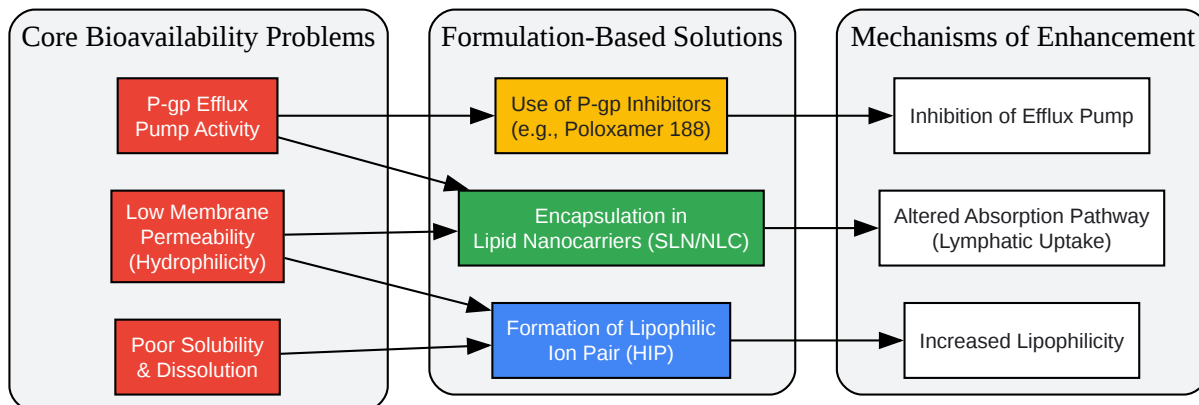 Core Bioavailability Problems
P-gp Efflux
Pump Activity
Low Membrane
Permeability
(Hydrophilicity)
Poor Solubility
& Dissolution
Formulation-Based Solutions
Use of P-gp Inhibitors
(e.g., Poloxamer 188)
Encapsulation in
Lipid Nanocarriers (SLN/NLC)
Formation of Lipophilic
Ion Pair (HIP)
Mechanisms of Enhancement
Inhibition of Efflux Pump
Altered Absorption Pathway
(Lymphatic Uptake)
Increased Lipophilicity